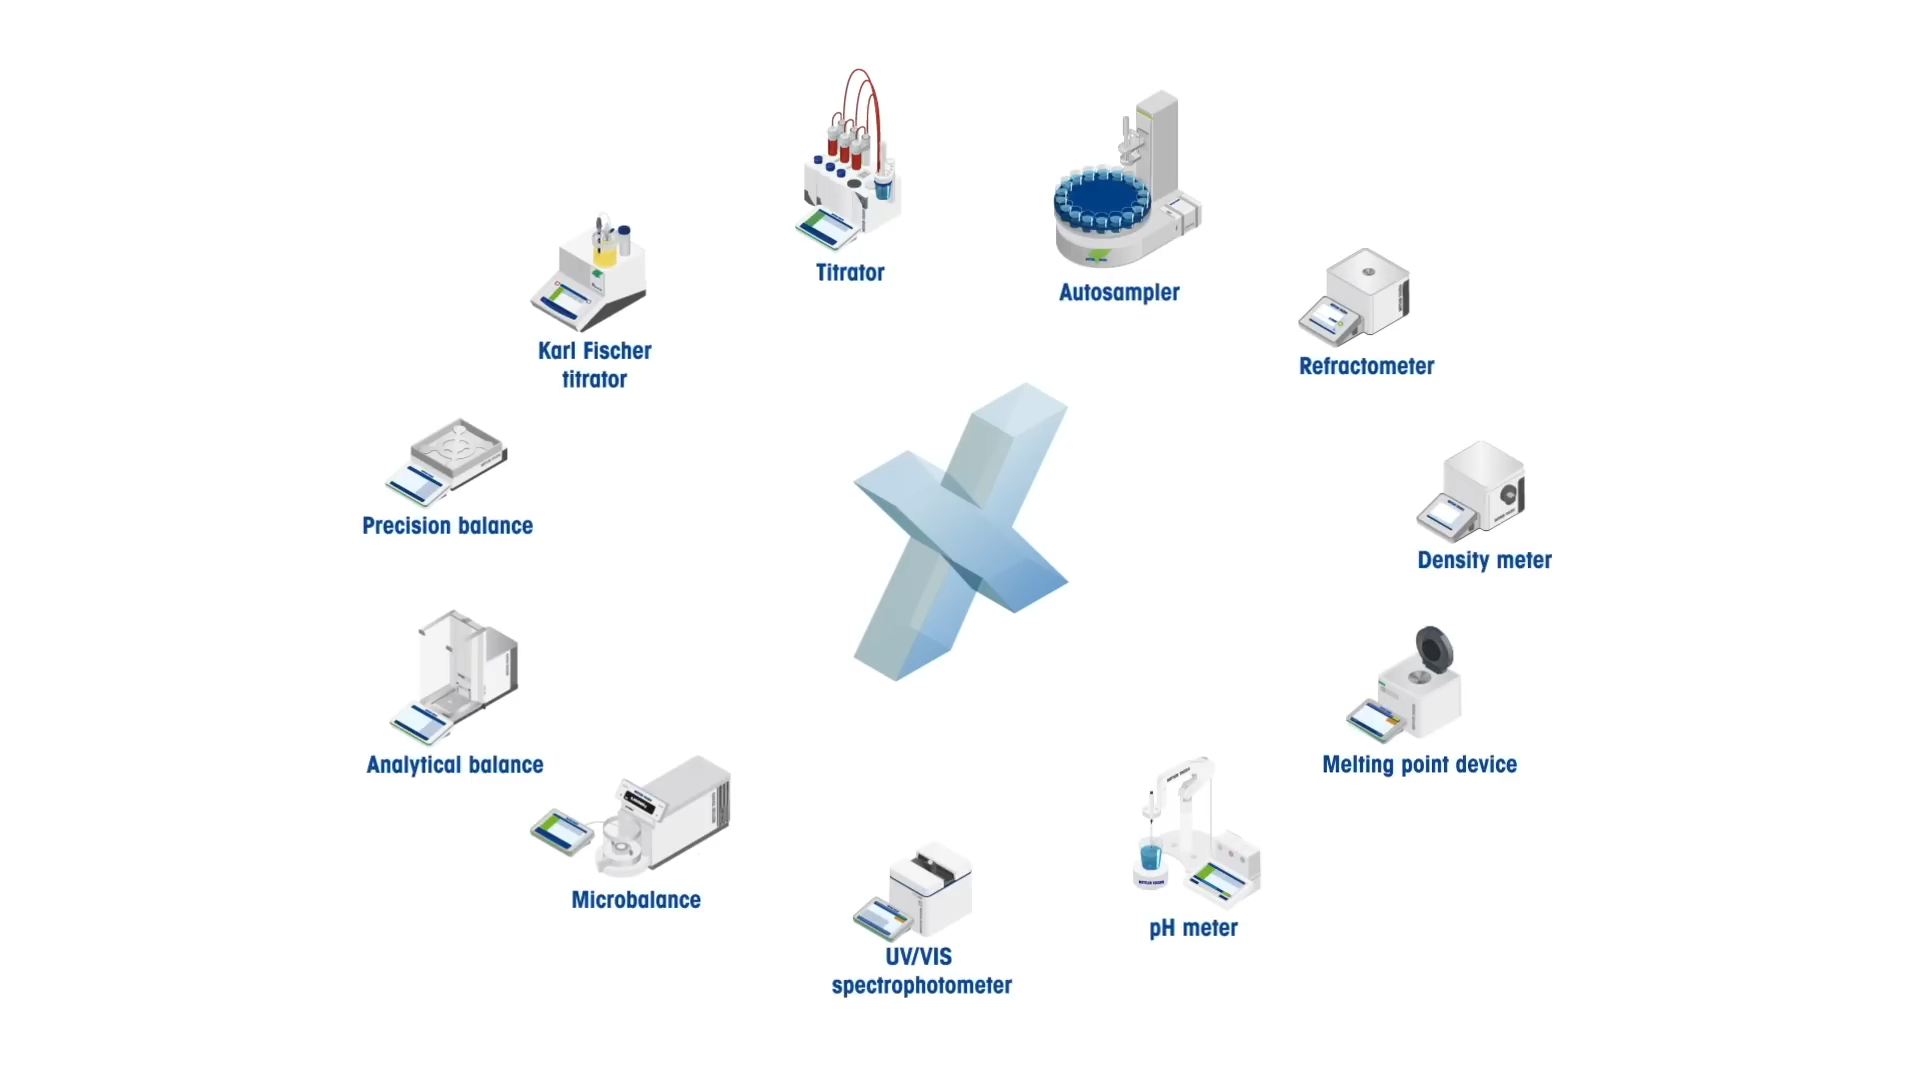 Titrator
Autosampler
Karl Fischer
titrator
Refractometer
Precision balance
Density meter
Analytical balance
Melting point device
Microbalance
pH meter
UV/VIS
spectrophotometer